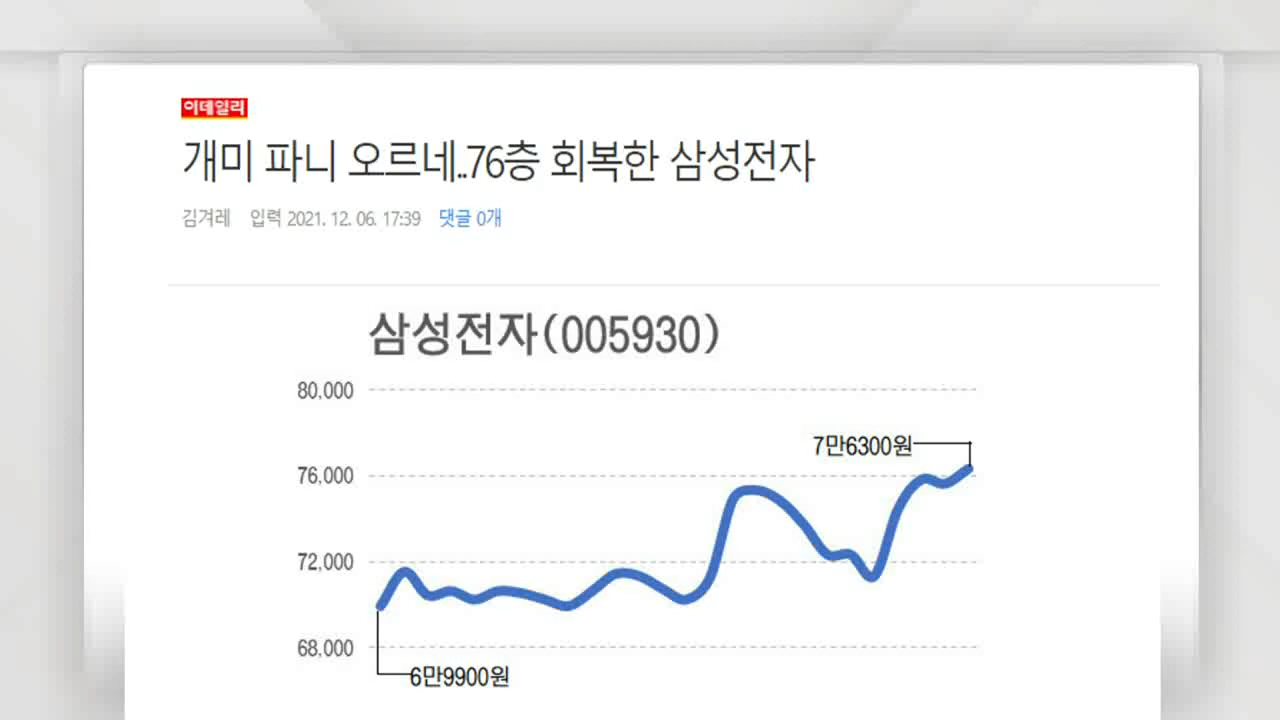 이데일리
개미 파니 오르네..76층 회복한 삼성전자
김겨레 입력 2021. 12. 06. 17:39 댓글 0개
삼성전자(005930)
80,000
7만6300원
76,000
72,000
68,000
6만9900원